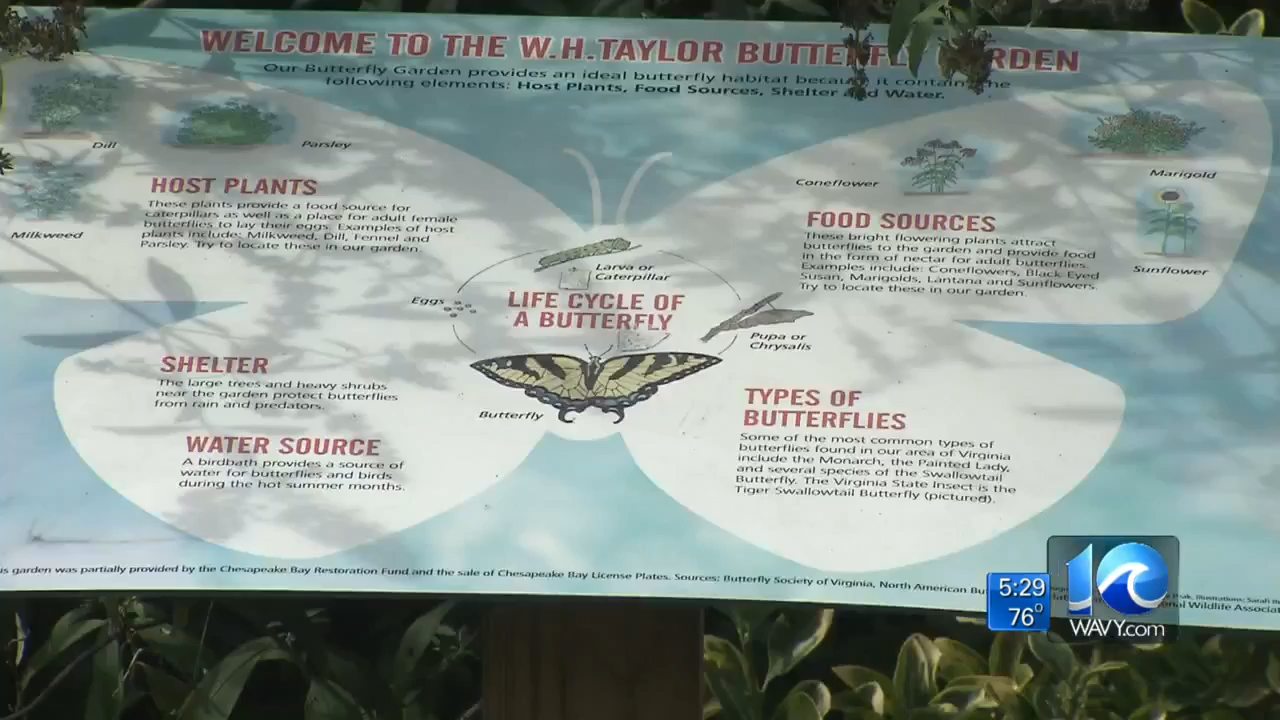 WELCOME TO THE W.H.TAYLOR BUTTERFLY GARDEN
Our Butterfly Garden provides an ideal butterfly habitat because it contains the
following elements: Host Plants, Food Sources, Shelter and Water.
Dill
Parsley
Milkweed
HOST PLANTS
These plants provide a food source for
caterpillars as well as a place for adult female
butterflies to lay their eggs. Examples of host
plants include: Milkweed, Dill, Fennel and
Parsley. Try to locate these in our garden.
Coneflower
Marigold
Sunflower
FOOD SOURCES
These bright flowering plants attract
butterflies to the garden and provide food
in the form of nectar for adult butterflies.
Examples include: Coneflowers, Black Eyed
Susan, Marigolds, Lantana and Sunflowers.
Try to locate these in our garden.
Larva or
Caterpillar
Eggs
LIFE CYCLE OF
A BUTTERFLY
Pupa or
Chrysalis
Butterfly
SHELTER
The large trees and heavy shrubs
near the garden protect butterflies
from rain and predators.
WATER SOURCE
A birdbath provides a source of
water for butterflies and birds
during the hot summer months.
TYPES OF
BUTTERFLIES
Some of the most common types of
butterflies found in our area of Virginia
include the Monarch, the Painted Lady,
and several species of the Swallowtail
Butterfly. The Virginia State Insect is the
Tiger Swallowtail Butterfly (pictured).
garden was partially provided by the Chesapeake Bay Restoration Fund and the sale of Chesapeake Bay License Plates. Sources: Butterfly Society of Virginia, North American
Wildlife
5:29
76°
10
WAVY.com